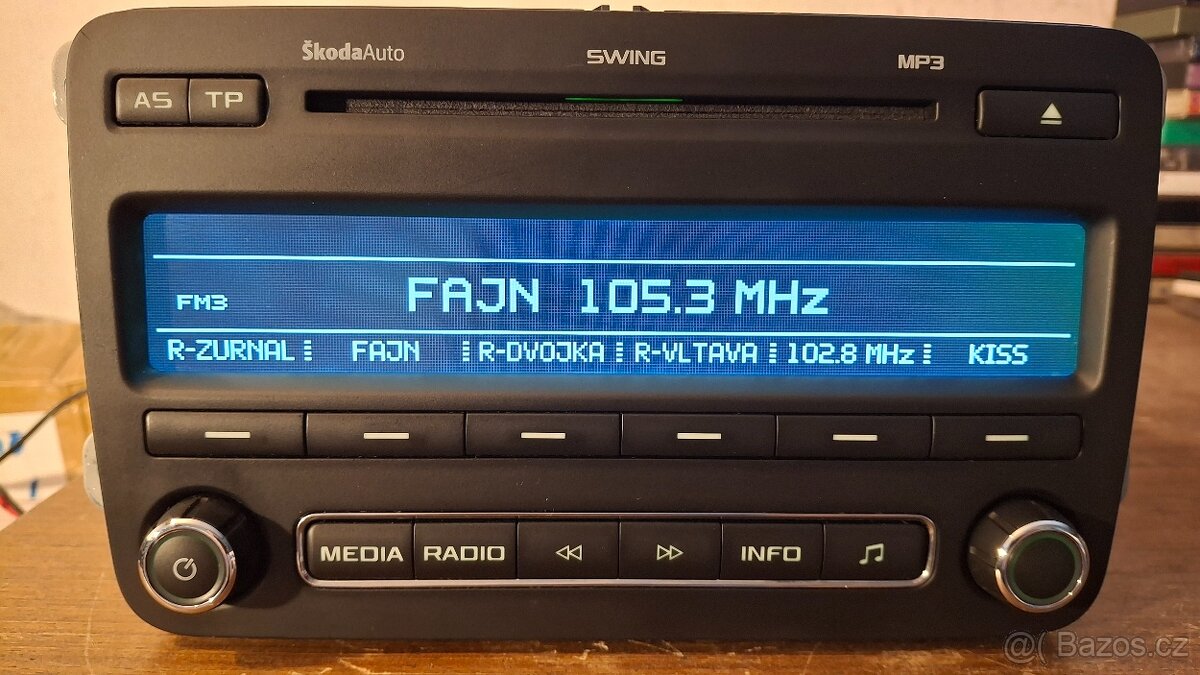 ŠkodaAuto SWING MP3
AS TP
FAJN 105.3 MHz
FM3
R-ZURNAL FAJN R-DVOJKA R-VLTAVA 102.8 MHz KISS
MEDIA RADIO INFO
@( Bazos.cz